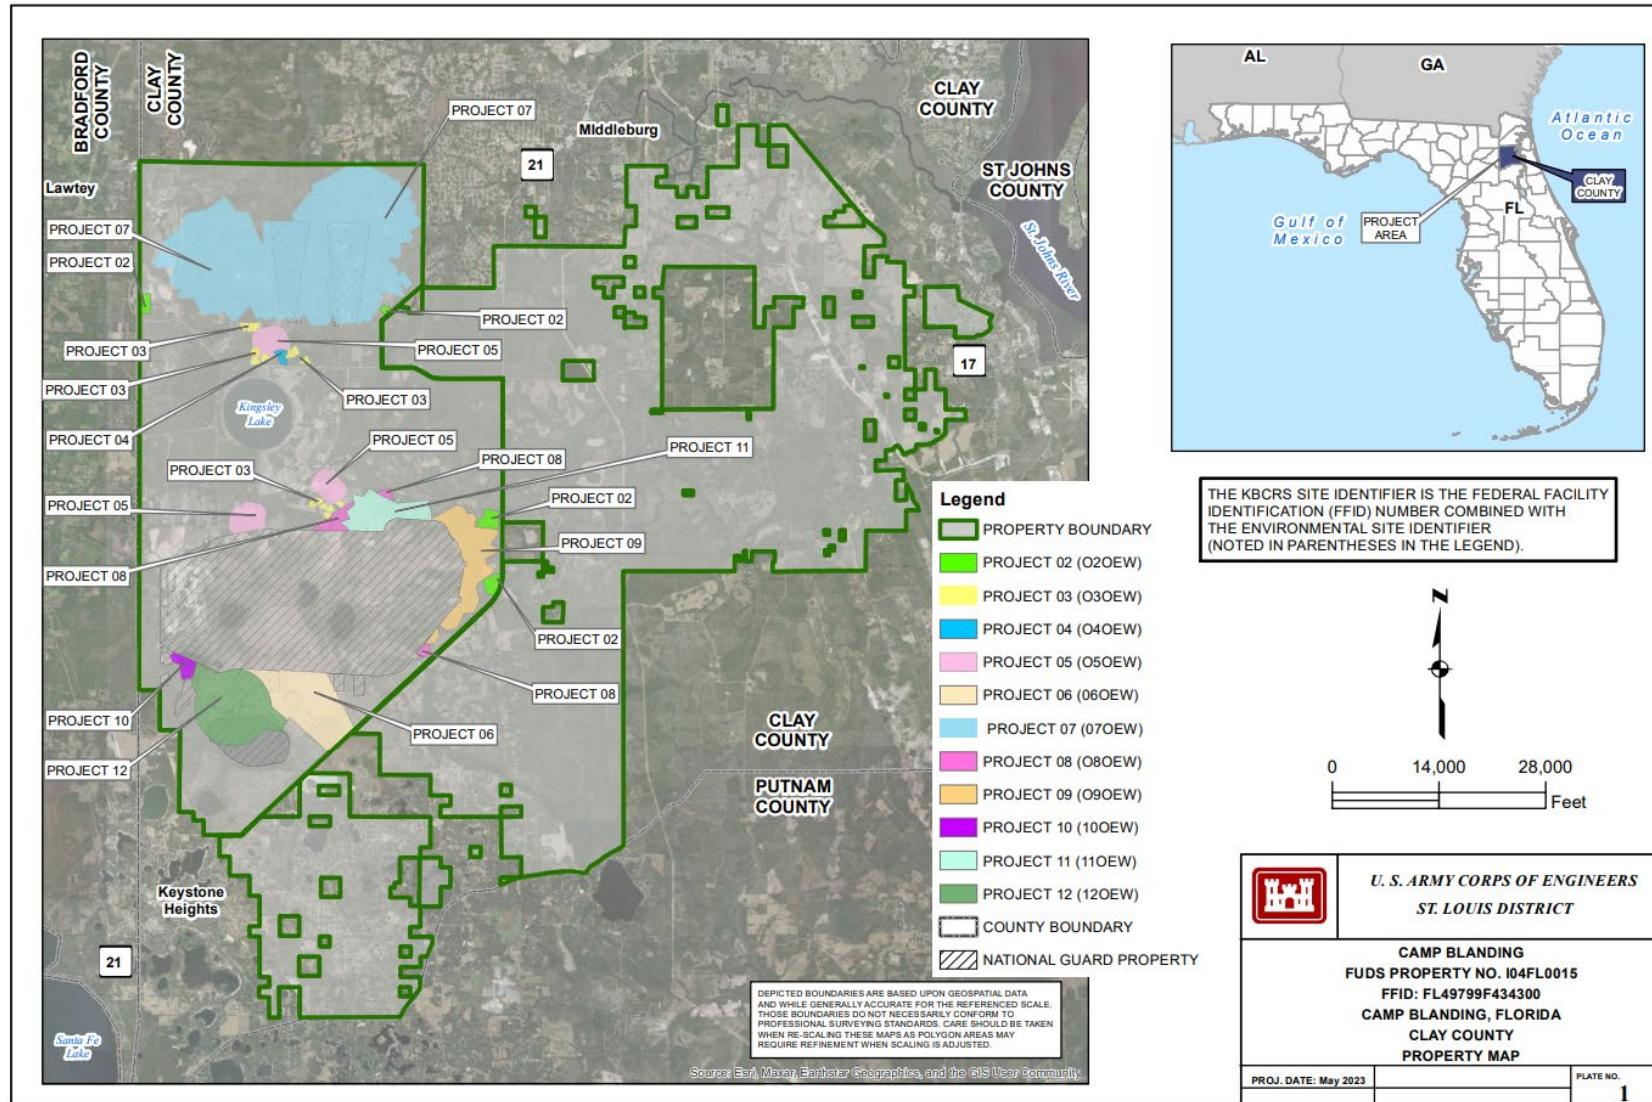 BRADFORD
COUNTY
CLAY
COUNTY
PROJECT 07
Middleburg
CLAY
COUNTY
21
ST JOHNS
COUNTY
Lawtey
PROJECT 07
PROJECT 02
St. Johns River
PROJECT 02
PROJECT 03
PROJECT 05
17
PROJECT 03
PROJECT 03
Kingsley
Lake
PROJECT 04
PROJECT 05
PROJECT 11
PROJECT 03
PROJECT 08
PROJECT 05
PROJECT 02
PROJECT 09
PROJECT 08
PROJECT 02
PROJECT 08
PROJECT 10
PROJECT 06
CLAY
COUNTY
PROJECT 12
PUTNAM
COUNTY
Keystone
Heights
21
Santa Fe
Lake
Legend
PROPERTY BOUNDARY
PROJECT 02 (O2OEW)
PROJECT 03 (O3OEW)
PROJECT 04 (O4OEW)
PROJECT 05 (O5OEW)
PROJECT 06 (06OEW)
PROJECT 07 (07OEW)
PROJECT 08 (O8OEW)
PROJECT 09 (O9OEW)
PROJECT 10 (10OEW)
PROJECT 11 (11OEW)
PROJECT 12 (12OEW)
COUNTY BOUNDARY
NATIONAL GUARD PROPERTY
DEPICTED BOUNDARIES ARE BASED UPON GEOSPATIAL DATA
AND WHILE GENERALLY ACCURATE FOR THE REFERENCED SCALE,
THOSE BOUNDARIES DO NOT NECESSARILY CONFORM TO
PROFESSIONAL SURVEYING STANDARDS. CARE SHOULD BE TAKEN
WHEN RE-SCALING THESE MAPS AS POLYGON AREAS MAY
REQUIRE REFINEMENT WHEN SCALING IS ADJUSTED.
Source: Esri, Maxar, Earthstar Geographics, and the GIS User Community
AL
GA
Atlantic
Ocean
CLAY
COUNTY
FL
Gulf of
Mexico
PROJECT
AREA
THE KBCRS SITE IDENTIFIER IS THE FEDERAL FACILITY
IDENTIFICATION (FFID) NUMBER COMBINED WITH
THE ENVIRONMENTAL SITE IDENTIFIER
(NOTED IN PARENTHESES IN THE LEGEND).
N
0 14,000 28,000
Feet
U. S. ARMY CORPS OF ENGINEERS
ST. LOUIS DISTRICT
CAMP BLANDING
FUDS PROPERTY NO. I04FL0015
FFID: FL49799F434300
CAMP BLANDING, FLORIDA
CLAY COUNTY
PROPERTY MAP
PROJ. DATE: May 2023
PLATE NO.
1